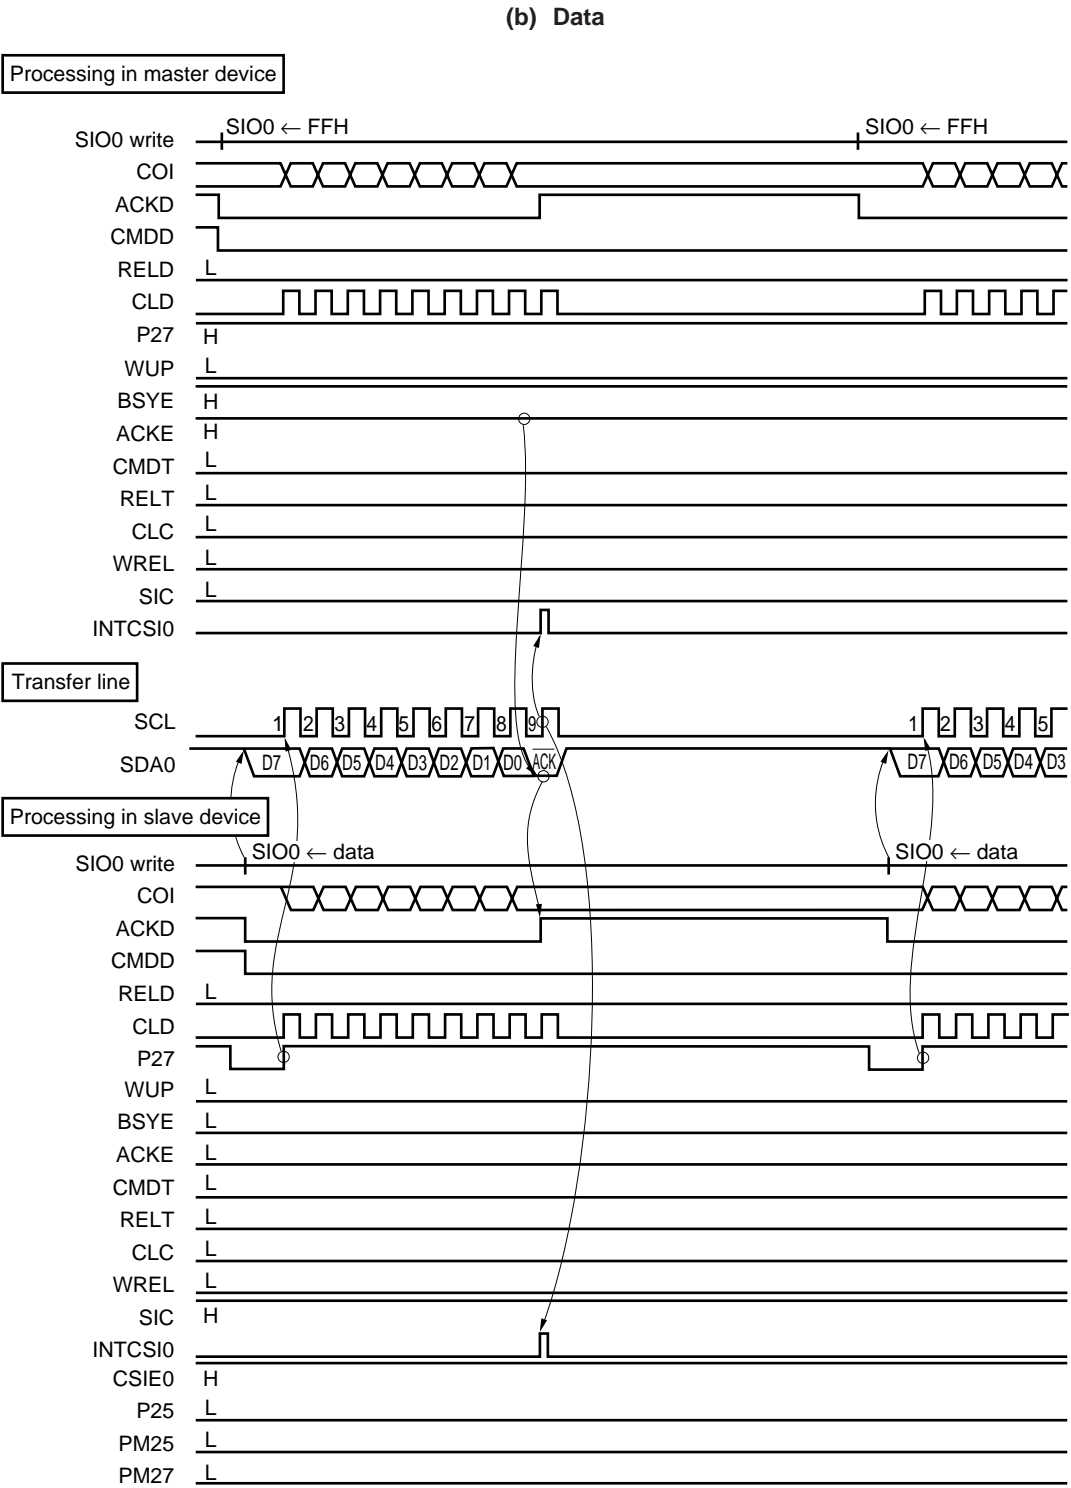 (b) Data
Processing in master device
SIO0 write SIO0 ← FFH SIO0 ← FFH
COI
ACKD
CMDD
RELD L
CLD
P27 H
WUP L
BSYE H
ACKE H
CMDT L
RELT L
CLC L
WREL L
SIC L
INTCSI0
Transfer line
SCL 1 2 3 4 5 6 7 8 9 1 2 3 4 5
SDA0 D7 D6 D5 D4 D3 D2 D1 D0 ACK D7 D6 D5 D4 D3
Processing in slave device
SIO0 write SIO0 ← data SIO0 ← data
COI
ACKD
CMDD
RELD L
CLD
P27
WUP L
BSYE L
ACKE L
CMDT L
RELT L
CLC L
WREL L
SIC H
INTCSI0
CSIE0 H
P25 L
PM25 L
PM27 L